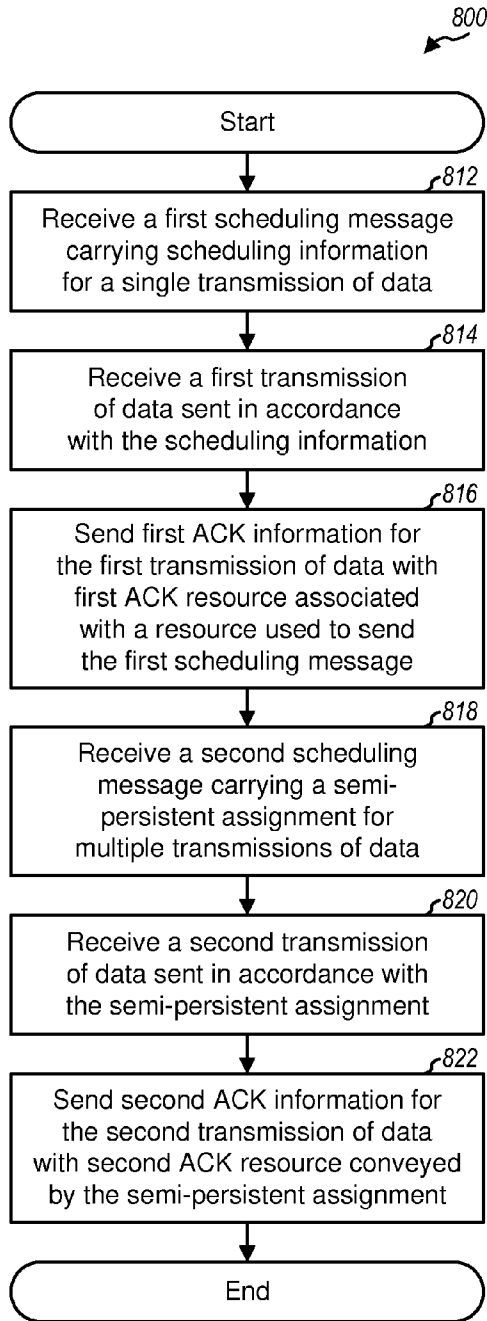 800
Start
812
Receive a first scheduling message
carrying scheduling information
for a single transmission of data
814
Receive a first transmission
of data sent in accordance
with the scheduling information
816
Send first ACK information for
the first transmission of data with
first ACK resource associated
with a resource used to send
the first scheduling message
818
Receive a second scheduling
message carrying a semi-
persistent assignment for
multiple transmissions of data
820
Receive a second transmission
of data sent in accordance with
the semi-persistent assignment
822
Send second ACK information for
the second transmission of data
with second ACK resource conveyed
by the semi-persistent assignment
End